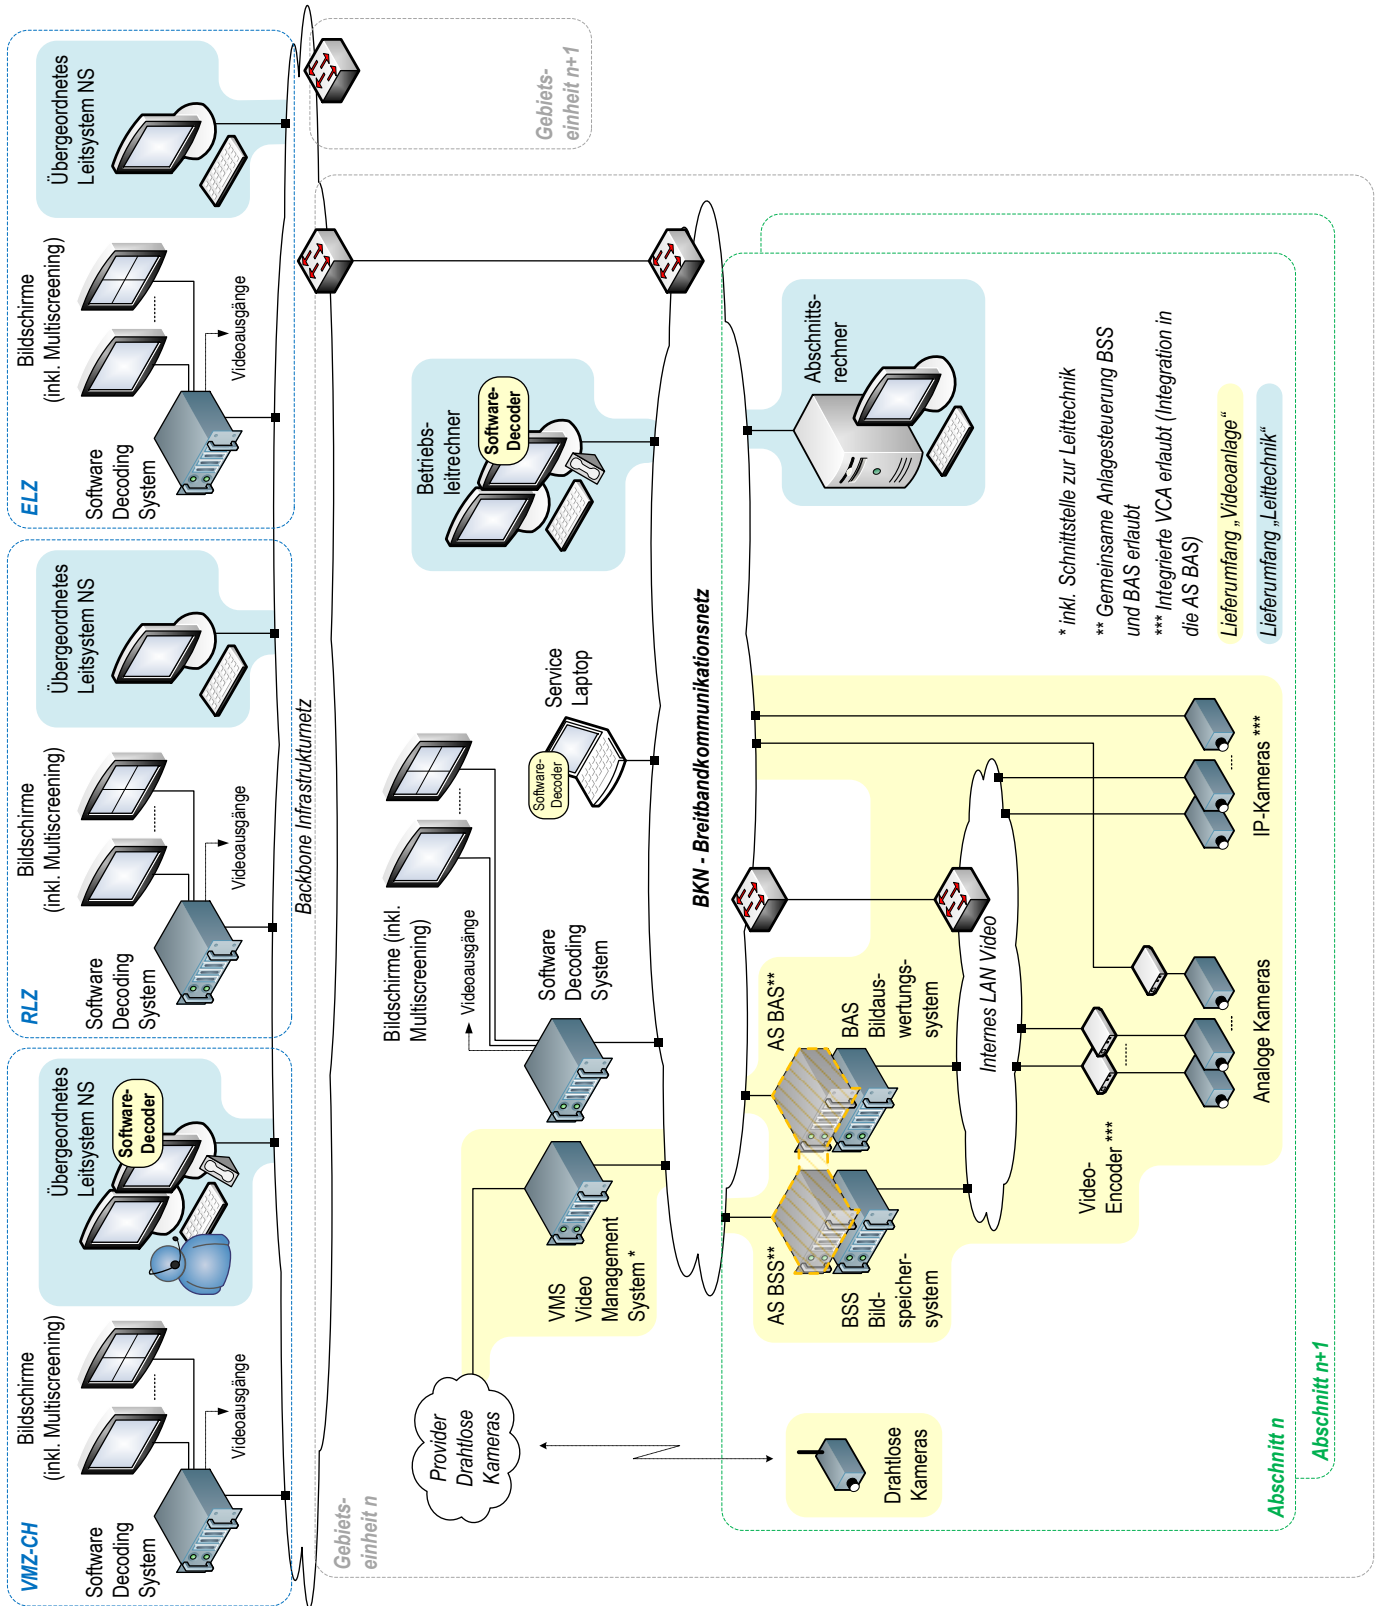 VMZ-CH
Software
Decoding
System
Bildschirme
(inkl. Multiscreening)
Videoausgänge
Übergeordnetes
Leitsystem NS
Software-
Decoder
RLZ
Software
Decoding
System
Bildschirme
(inkl. Multiscreening)
Videoausgänge
Übergeordnetes
Leitsystem NS
ELZ
Software
Decoding
System
Bildschirme
(inkl. Multiscreening)
Videoausgänge
Übergeordnetes
Leitsystem NS
Backbone Infrastrukturnetz
Gebiets-
einheit n
Gebiets-
einheit n+1
Provider
Drahtlose
Kameras
VMS
Video
Management
System *
Bildschirme (inkl.
Multiscreening)
Videoausgänge
Software
Decoding
System
Software-
Decoder
Service
Laptop
Betriebs-
leitrechner
Software-
Decoder
BKN - Breitbandkommunikationsnetz
Drahtlose
Kameras
AS BSS**
BSS
Bild-
speicher-
system
AS BAS**
BAS
Bildaus-
wertungs-
system
Internes LAN Video
Video-
Encoder ***
Analoge Kameras
IP-Kameras ***
Abschnitts-
rechner
* inkl. Schnittstelle zur Leittechnik
** Gemeinsame Anlagesteuerung BSS
und BAS erlaubt
*** Integrierte VCA erlaubt (Integration in
die AS BAS)
Lieferumfang „Videoanlage“
Lieferumfang „Leittechnik“
Abschnitt n
Abschnitt n+1